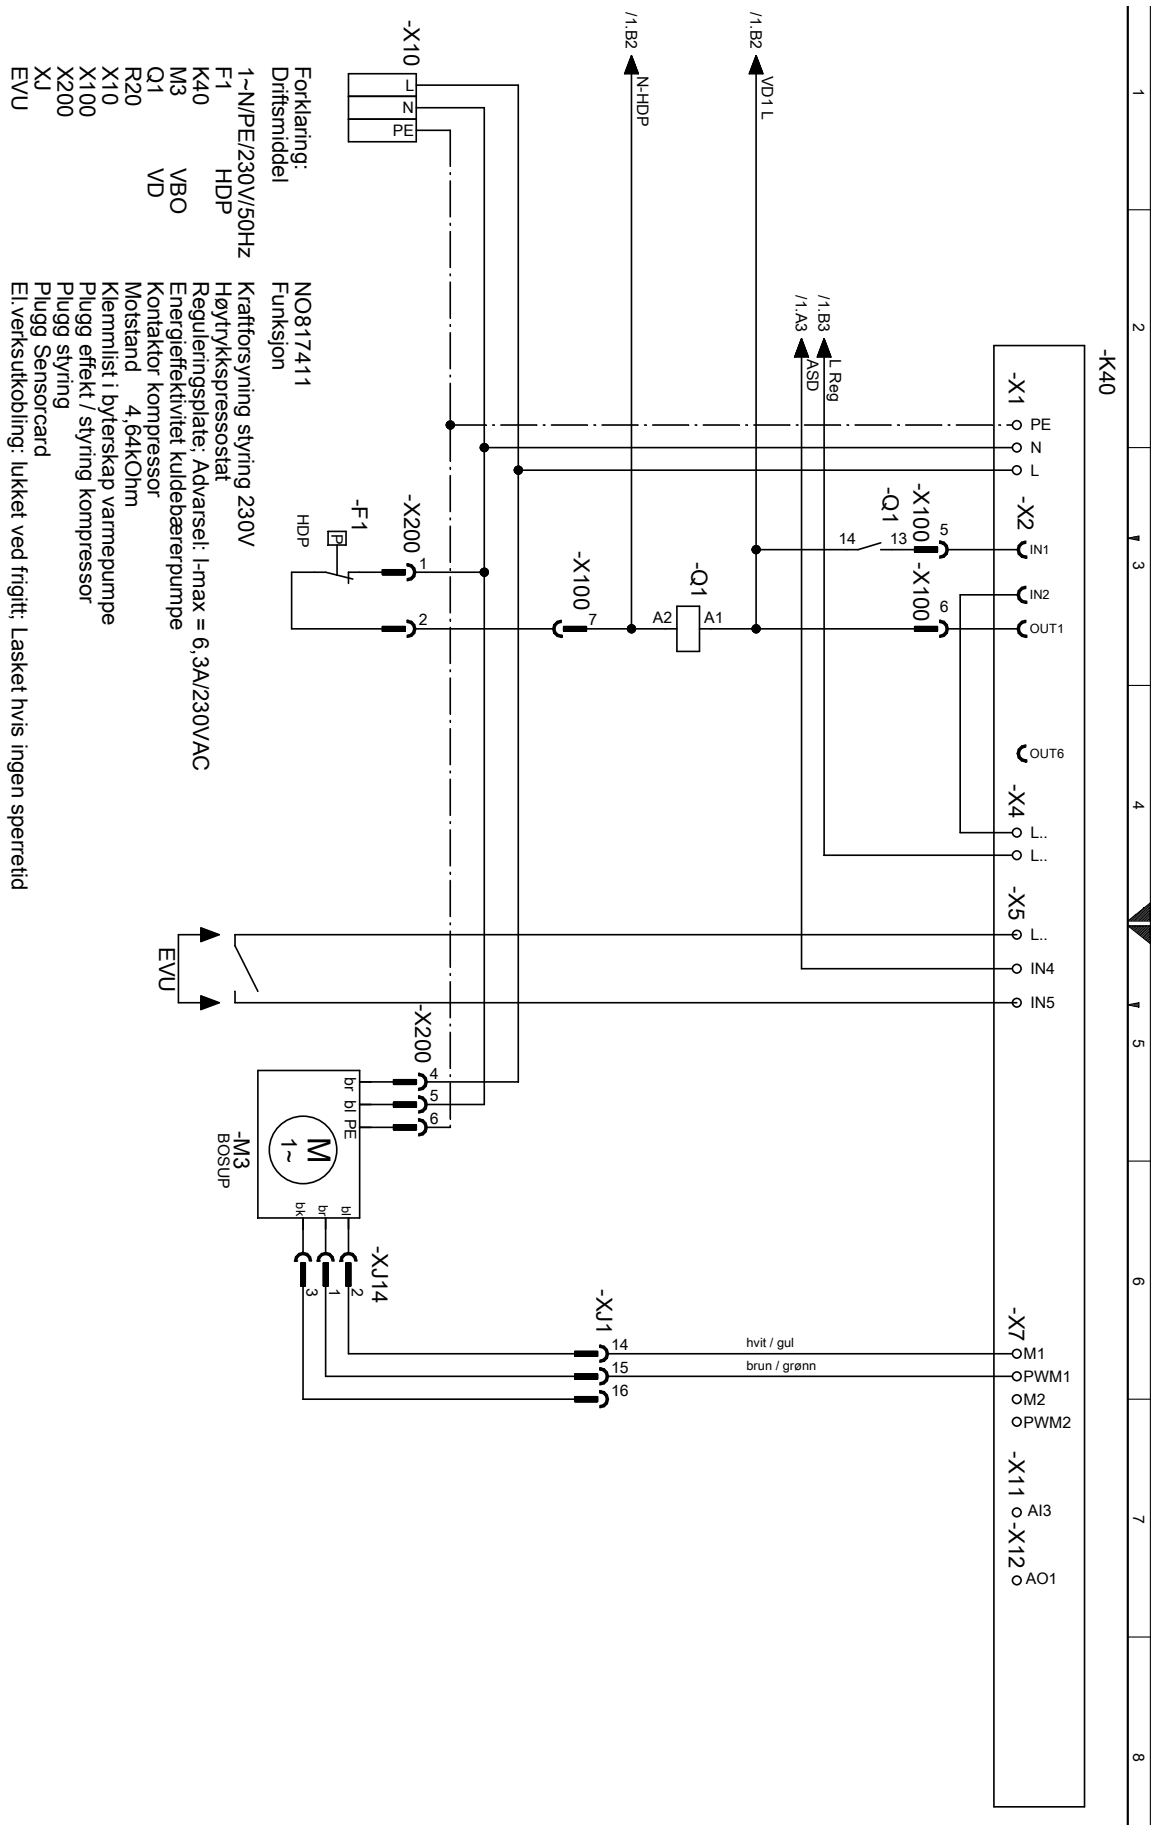 1
2
3
4
5
6
7
8
-K40
-X1
PE
N
L
-X2
IN1
IN2
OUT1
OUT6
-X4
L..
L..
-X5
L..
IN4
IN5
-X7
M1
PWM1
M2
PWM2
-X11
AI3
-X12
AO1
/1.B2
VD1 L
/1.B2
N-HDP
/1.B3
L Reg
/1.A3
ASD
-X100
5
-Q1
13
14
-X100
6
-Q1
A1
A2
-X100
7
-X10
L
N
PE
-X200
1
2
-F1
P
HDP
EVU
-X200
4
5
6
br
bl
PE
M
1~
-M3
BOSUP
bl
br
bk
-XJ14
2
1
3
-XJ1
14
15
16
hvit / gul
brun / grønn
Forklaring: NO817411
Driftsmiddel Funksjon
1~N/PE/230V/50Hz Kraftforsyning styring 230V
F1 HDP Høytrykkspressostat
K40 Reguleringsplate; Advarsel: I-max = 6,3A/230VAC
M3 VBO Energieffektivitet kuldebærerpumpe
Q1 VD Kontaktor kompressor
R20 Motstand 4,64kOhm
X10 Klemmlist i byterskap varmepumpe
X100 Plugg effekt / styring kompressor
X200 Plugg styring
XJ Plugg Sensorcard
EVU El.verksutkobling: lukket ved frigitt; Lasket hvis ingen sperretid